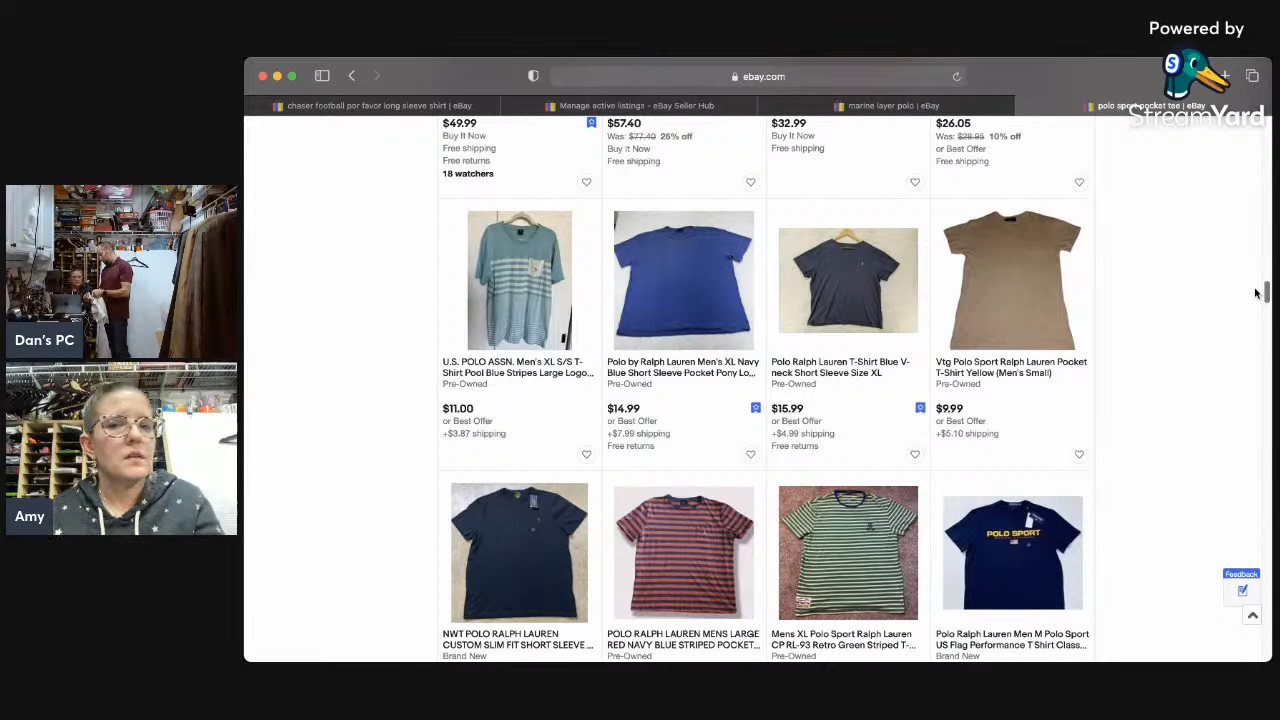 Powered by
StreamYard
ebay.com
chaser football por favor long sleeve shirt | eBay
Manage active listings - eBay Seller Hub
marine layer polo | eBay
polo sport pocket tee | eBay
$49.99
Buy It Now
Free shipping
Free returns
18 watchers
$57.40
Was: $77.40 26% off
Buy It Now
Free shipping
$32.99
Buy It Now
Free shipping
$26.05
Was: $28.95 10% off
or Best Offer
Free shipping
U.S. POLO ASSN. Men's XL S/S T-
Shirt Pool Blue Stripes Large Logo...
Pre-Owned
$11.00
or Best Offer
+$3.87 shipping
Polo by Ralph Lauren Men's XL Navy
Blue Short Sleeve Pocket Pony Lo...
Pre-Owned
$14.99
or Best Offer
+$7.99 shipping
Free returns
Polo Ralph Lauren T-Shirt Blue V-
neck Short Sleeve Size XL
Pre-Owned
$15.99
or Best Offer
+$4.99 shipping
Free returns
Vtg Polo Sport Ralph Lauren Pocket
T-Shirt Yellow (Men's Small)
Pre-Owned
$9.99
or Best Offer
+$5.10 shipping
NWT POLO RALPH LAUREN
CUSTOM SLIM FIT SHORT SLEEVE ...
Brand New
POLO RALPH LAUREN MENS LARGE
RED NAVY BLUE STRIPED POCKET...
Pre-Owned
Mens XL Polo Sport Ralph Lauren
CP RL-93 Retro Green Striped T-...
Pre-Owned
POLO SPORT
Polo Ralph Lauren Men M Polo Sport
US Flag Performance T Shirt Class...
Brand New
Feedback
Dan's PC
Amy